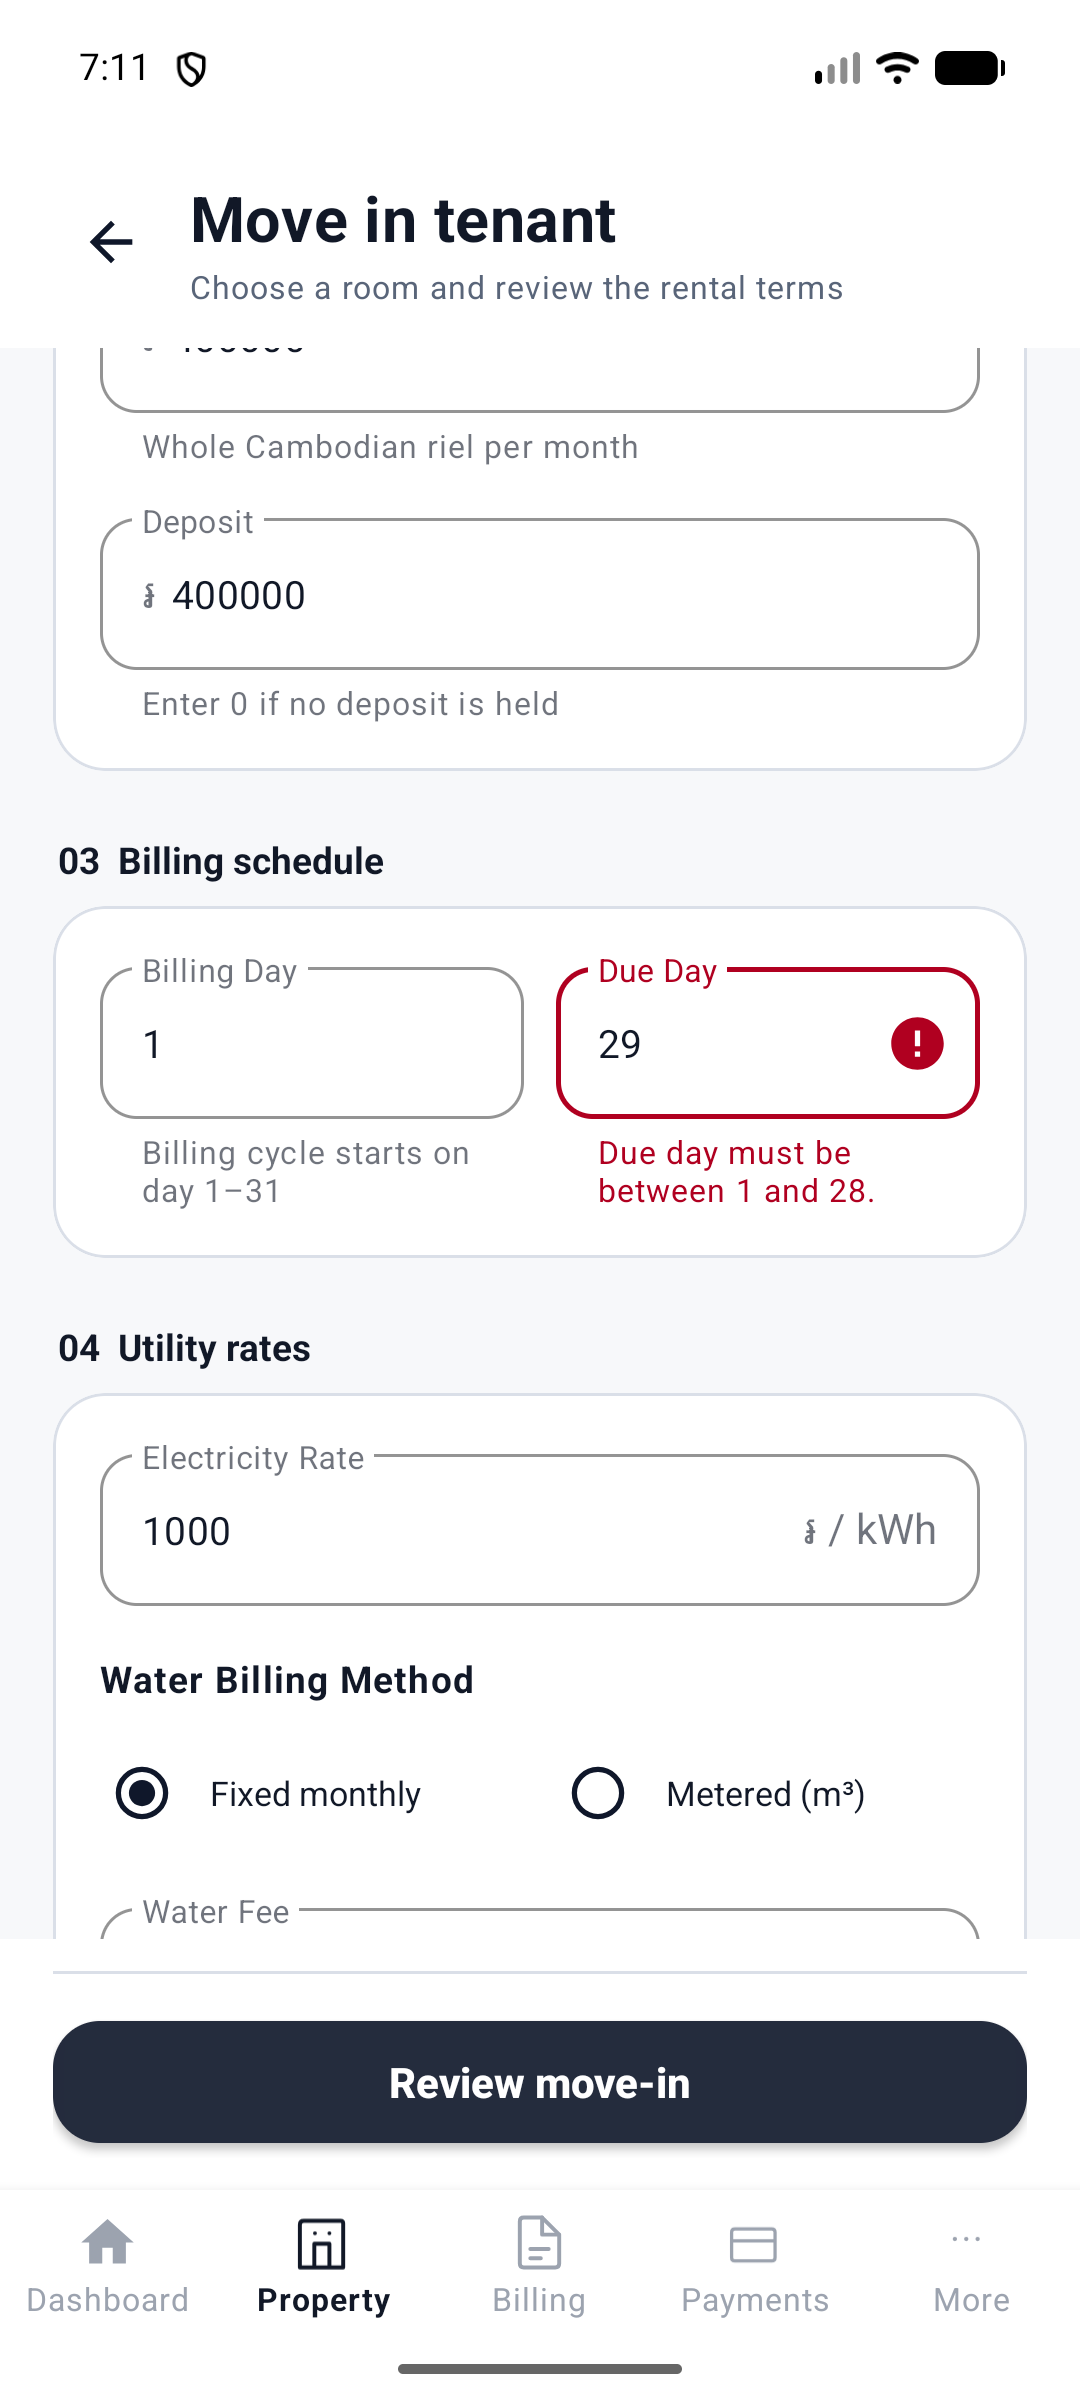 7:11
Move in tenant
Choose a room and review the rental terms
Whole Cambodian riel per month
Deposit
៛ 400000
Enter 0 if no deposit is held
03 Billing schedule
Billing Day
1
Billing cycle starts on
day 1–31
Due Day
29
Due day must be
between 1 and 28.
04 Utility rates
Electricity Rate
1000 ៛ / kWh
Water Billing Method
Fixed monthly
Metered (m³)
Water Fee
Review move-in
Dashboard
Property
Billing
Payments
More